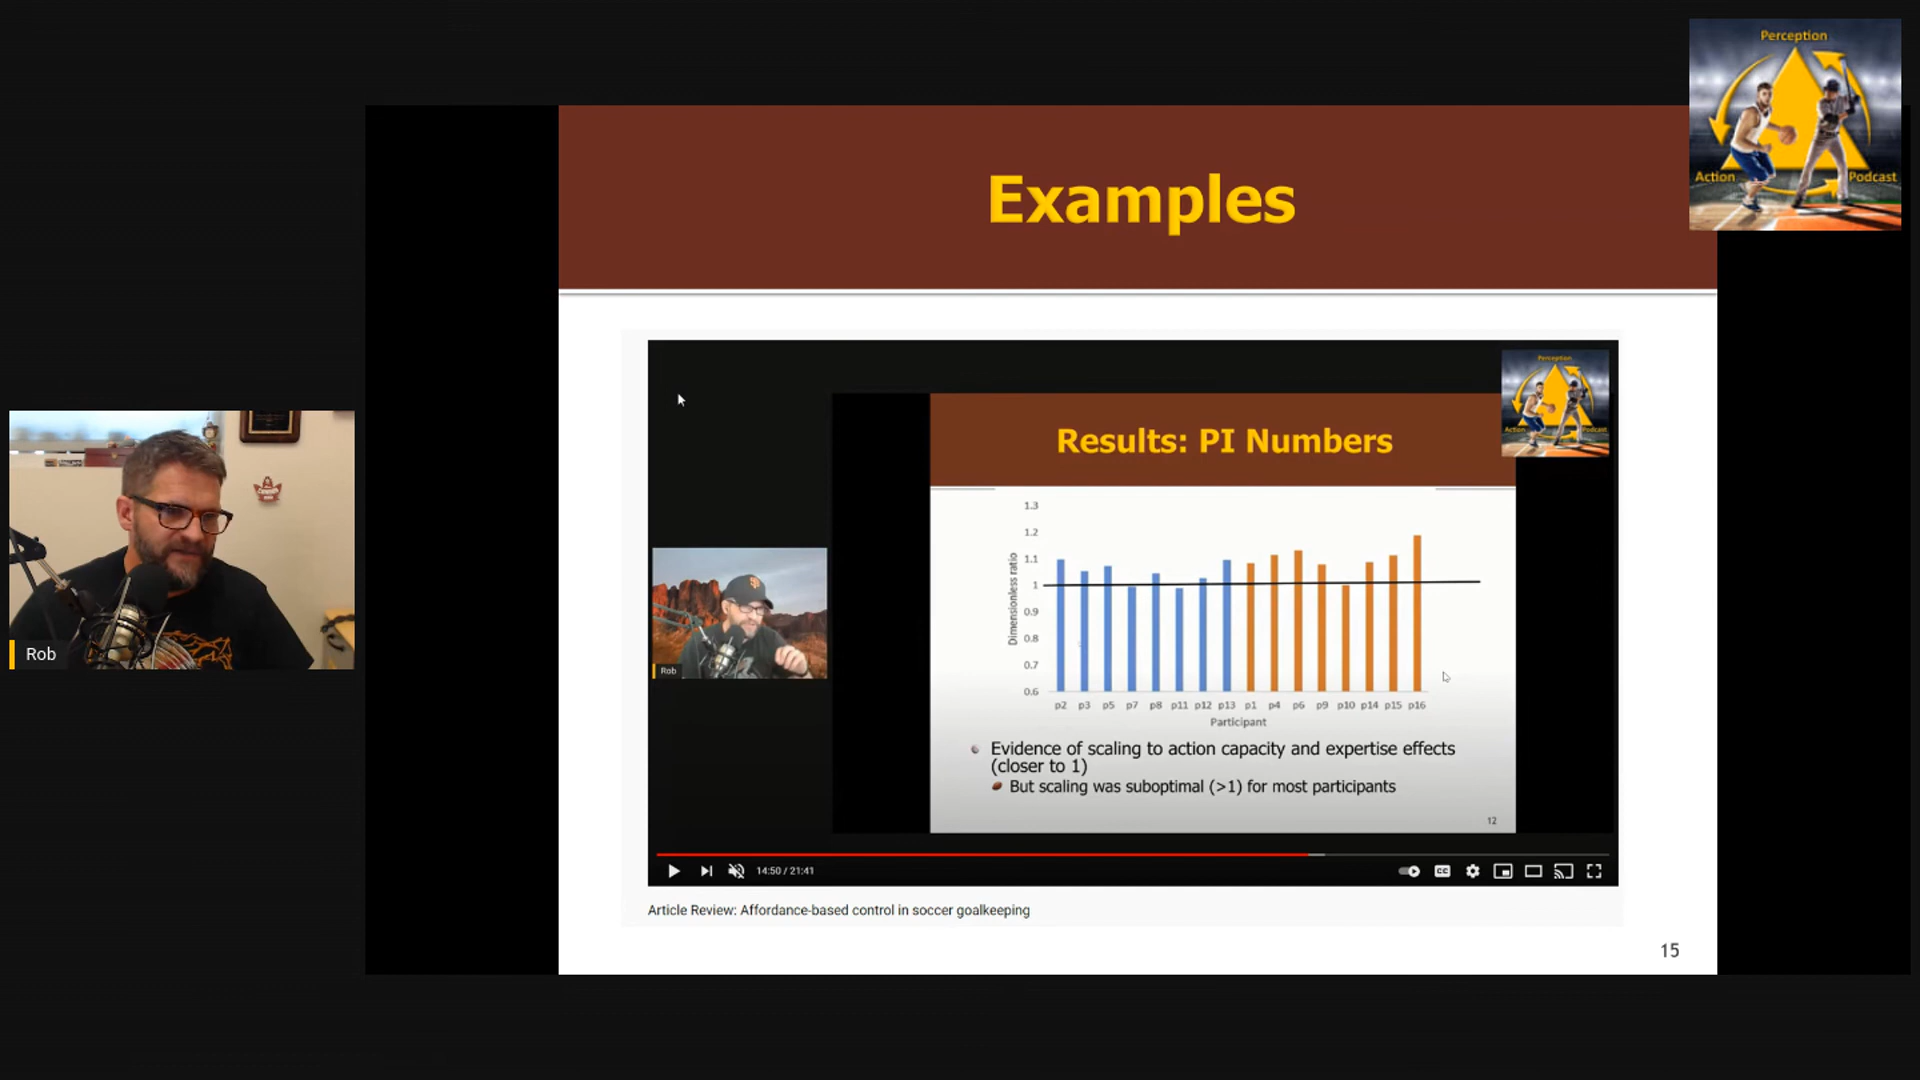 Perception
Action
Podcast
Examples
Perception
Action
Podcast
Results: PI Numbers
1.3
1.2
1.1
1
0.9
0.8
0.7
0.6
Dimensionless ratio
p2 p3 p5 p7 p8 p11 p12 p13 p1 p4 p6 p9 p10 p14 p15 p16
Participant
Evidence of scaling to action capacity and expertise effects
(closer to 1)
But scaling was suboptimal (>1) for most participants
12
Rob
Rob
14:50 / 21:41
CC
Article Review: Affordance-based control in soccer goalkeeping
15